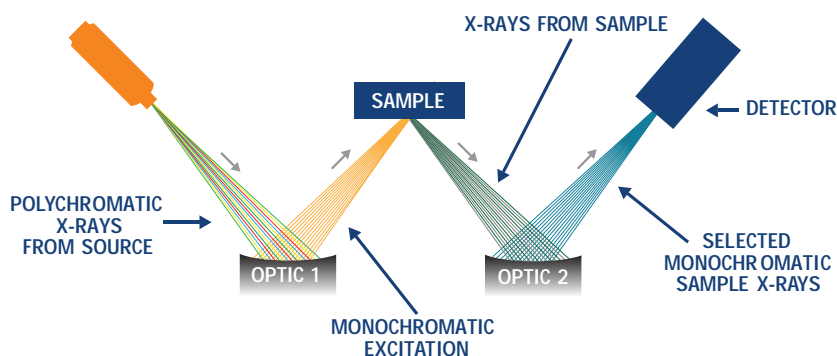 X-RAYS FROM SAMPLE
SAMPLE
DETECTOR
POLYCHROMATIC
X-RAYS
FROM SOURCE
OPTIC 1
OPTIC 2
SELECTED
MONOCHROMATIC
SAMPLE X-RAYS
MONOCHROMATIC
EXCITATION